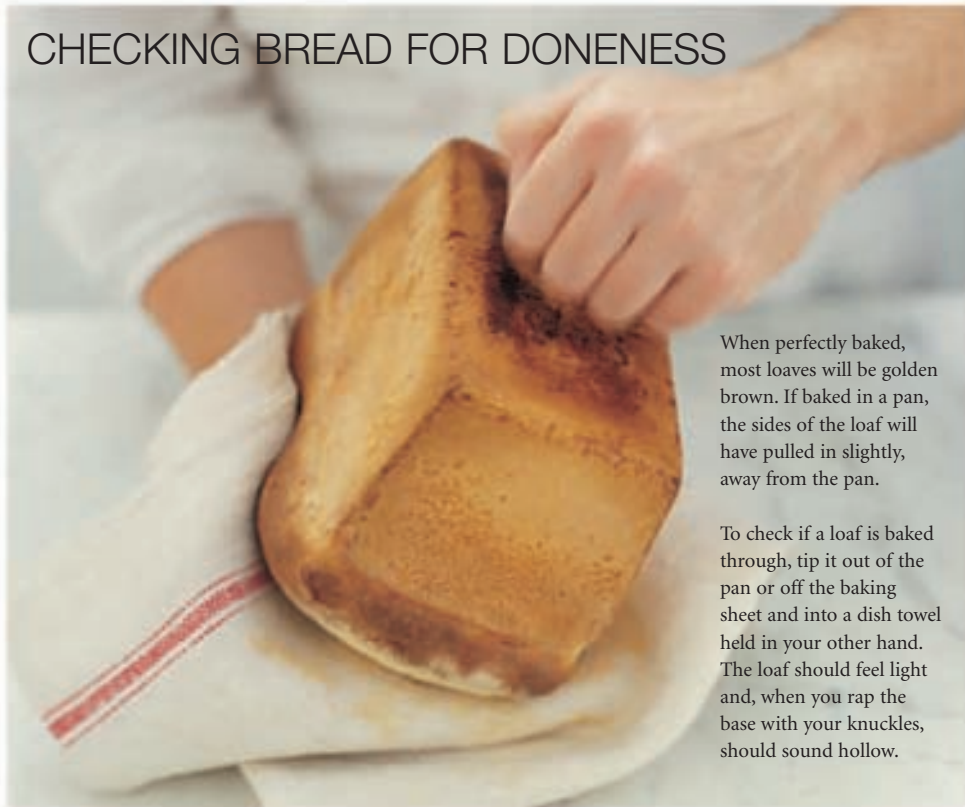 CHECKING BREAD FOR DONENESS
When perfectly baked,
most loaves will be golden
brown. If baked in a pan,
the sides of the loaf will
have pulled in slightly,
away from the pan.
To check if a loaf is baked
through, tip it out of the
pan or off the baking
sheet and into a dish towel
held in your other hand.
The loaf should feel light
and, when you rap the
base with your knuckles,
should sound hollow.